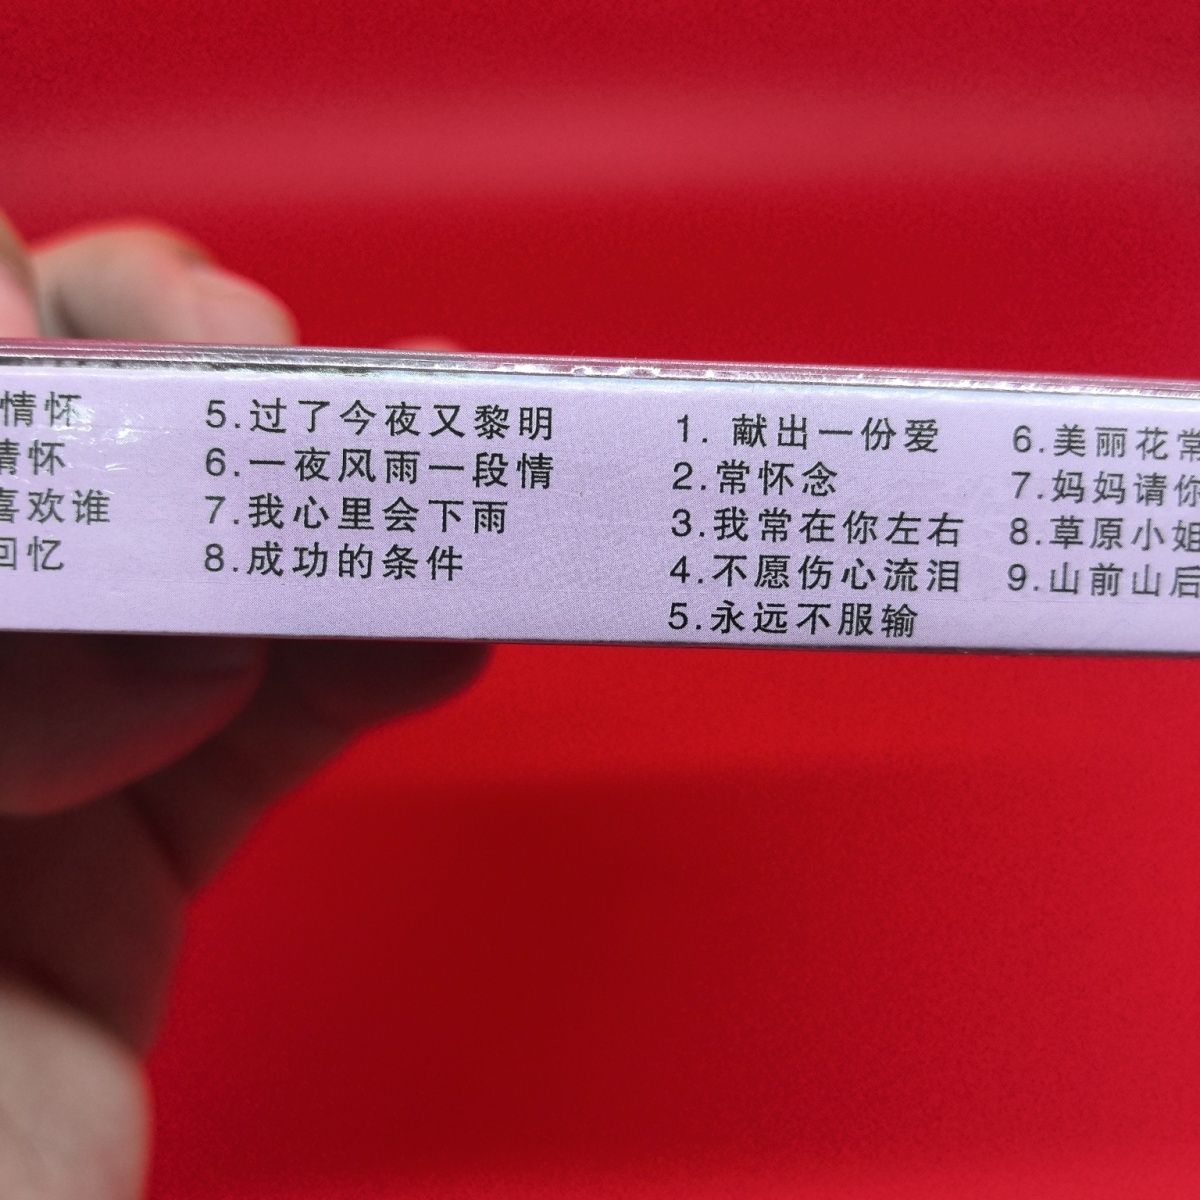 情怀
情怀
喜欢谁
回忆
5.过了今夜又黎明
6.一夜风雨一段情
7.我心里会下雨
8.成功的条件
1. 献出一份爱
2.常怀念
3.我常在你左右
4.不愿伤心流泪
5.永远不服输
6.美丽花常
7.妈妈请你
8.草原小姐
9.山前山后